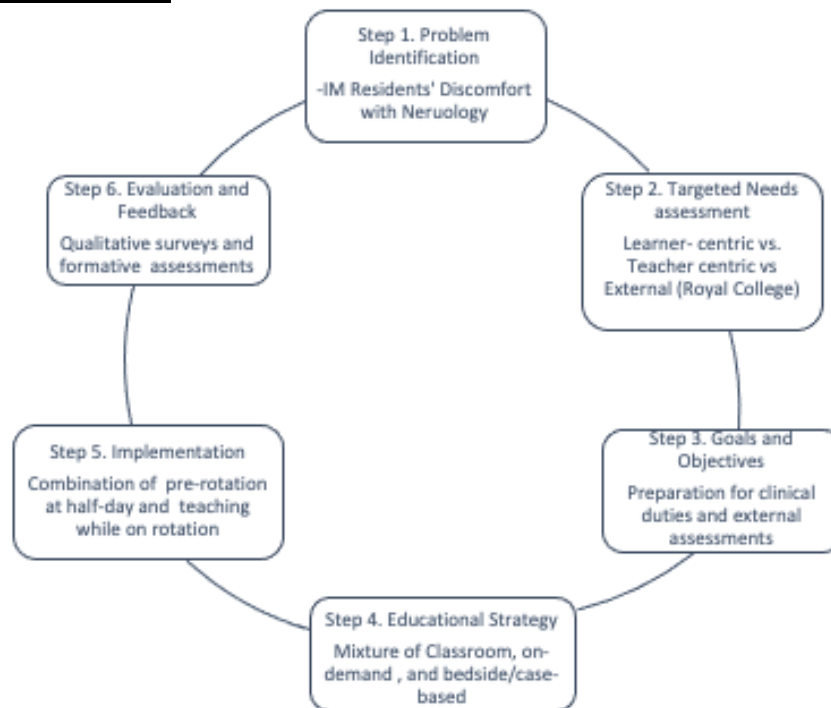 Step 1. Problem
Identification
-IM Residents' Discomfort
with Neruology
Step 2. Targeted Needs
assessment
Learner- centric vs.
Teacher centric vs
External (Royal College)
Step 3. Goals and
Objectives
Preparation for clinical
duties and external
assessments
Step 4. Educational Strategy
Mixture of Classroom, on-
demand , and bedside/case-
based
Step 5. Implementation
Combination of pre-rotation
at half-day and teaching
while on rotation
Step 6. Evaluation and
Feedback
Qualitative surveys and
formative assessments